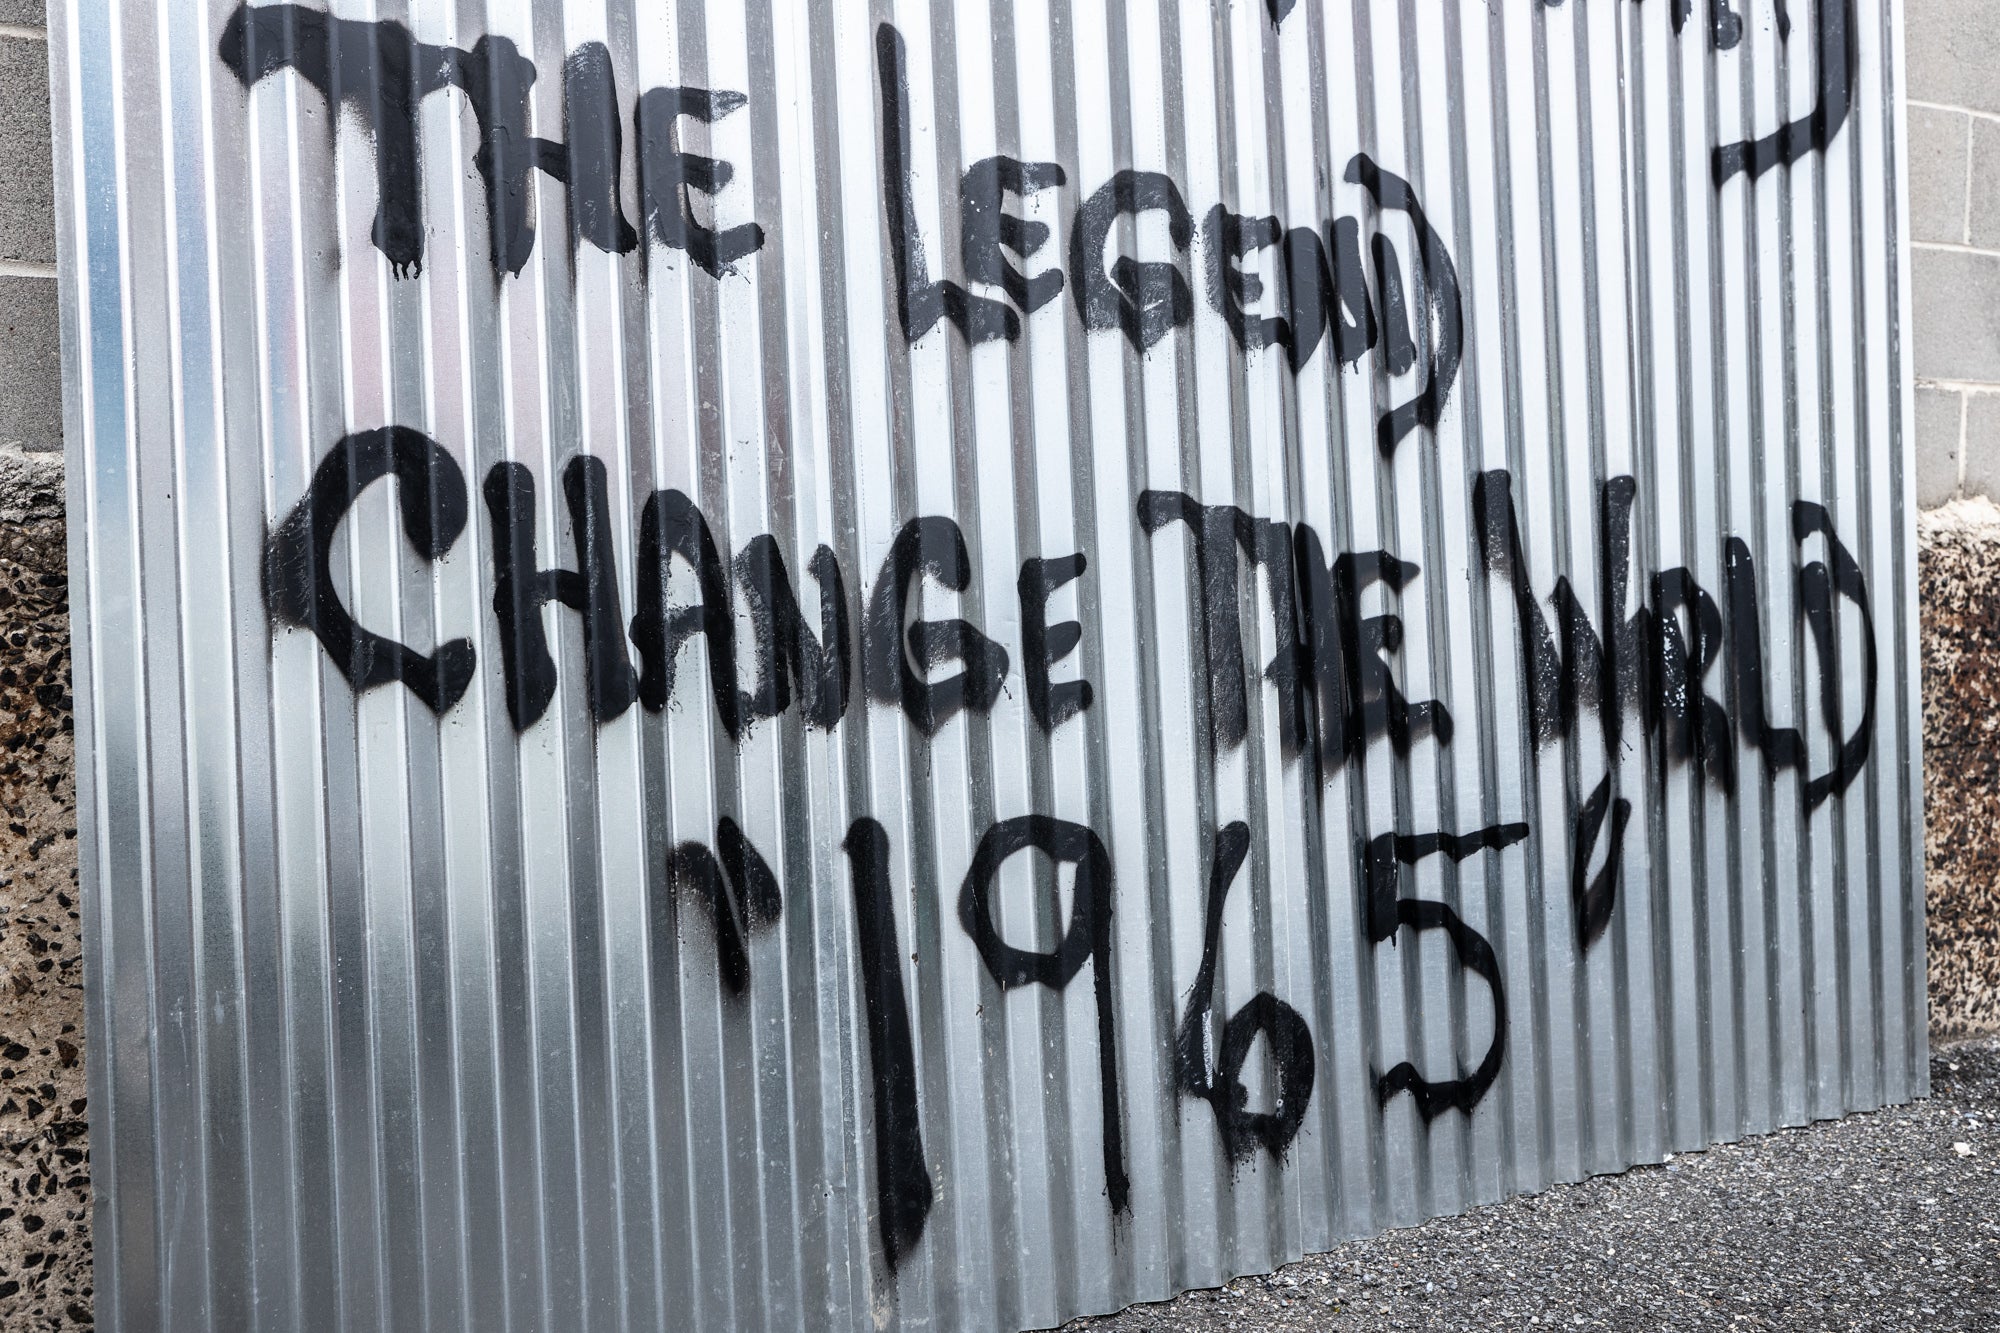 THE LEGEND
CHANGE THE WORLD
"1965"